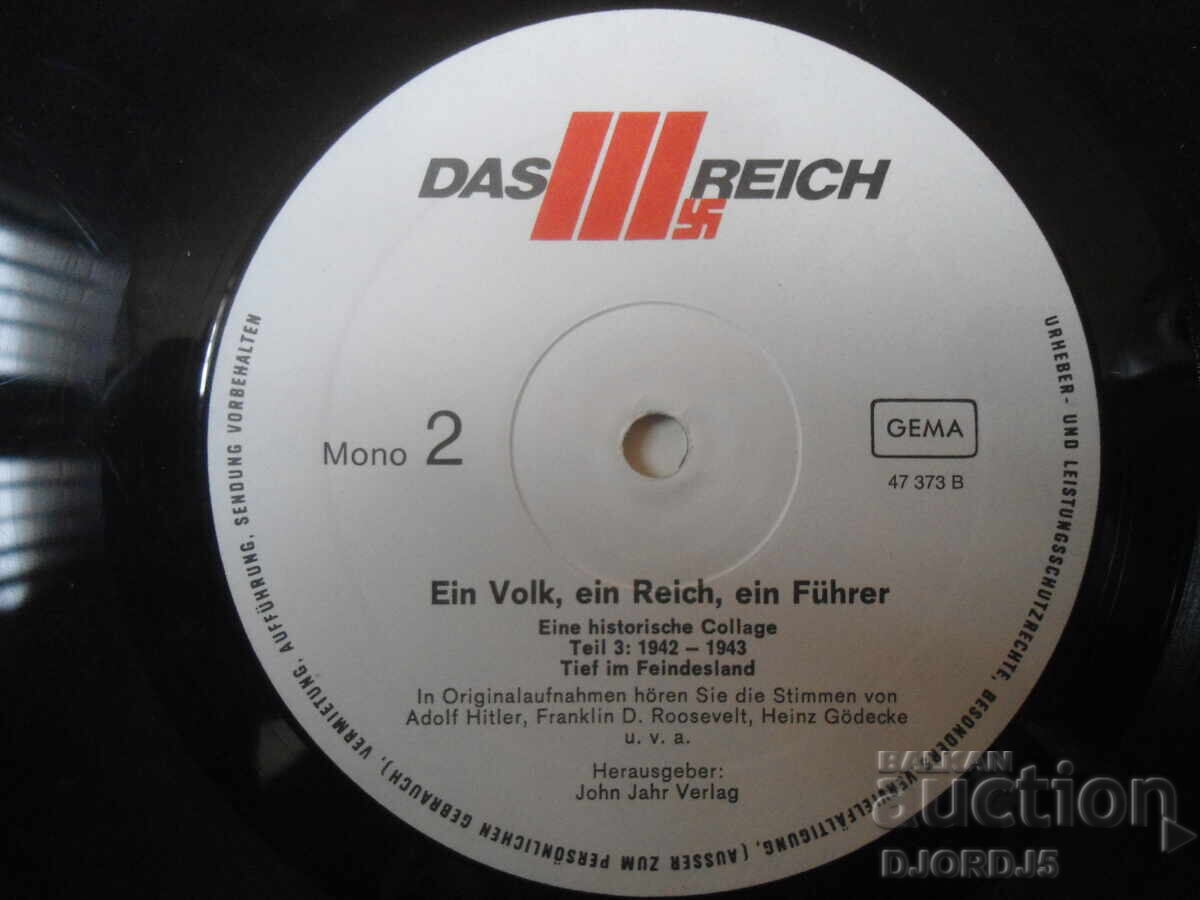 DAS III REICH
Mono 2
GEMA
47 373 B
Ein Volk, ein Reich, ein Führer
Eine historische Collage
Teil 3: 1942 – 1943
Tief im Feindesland
In Originalaufnahmen hören Sie die Stimmen von
Adolf Hitler, Franklin D. Roosevelt, Heinz Gödecke
u. v. a.
Herausgeber:
John Jahr Verlag
URHEBER- UND LEISTUNGSSCHUTZRECHTE, BESONDERS VERVIELFÄLTIGUNG, (AUSSER ZUM PERSÖNLICHEN GEBRAUCH), VERMIETUNG, AUFFÜHRUNG, SENDUNG VORBEHALTEN
BALKAN
auction
DJORDJ5